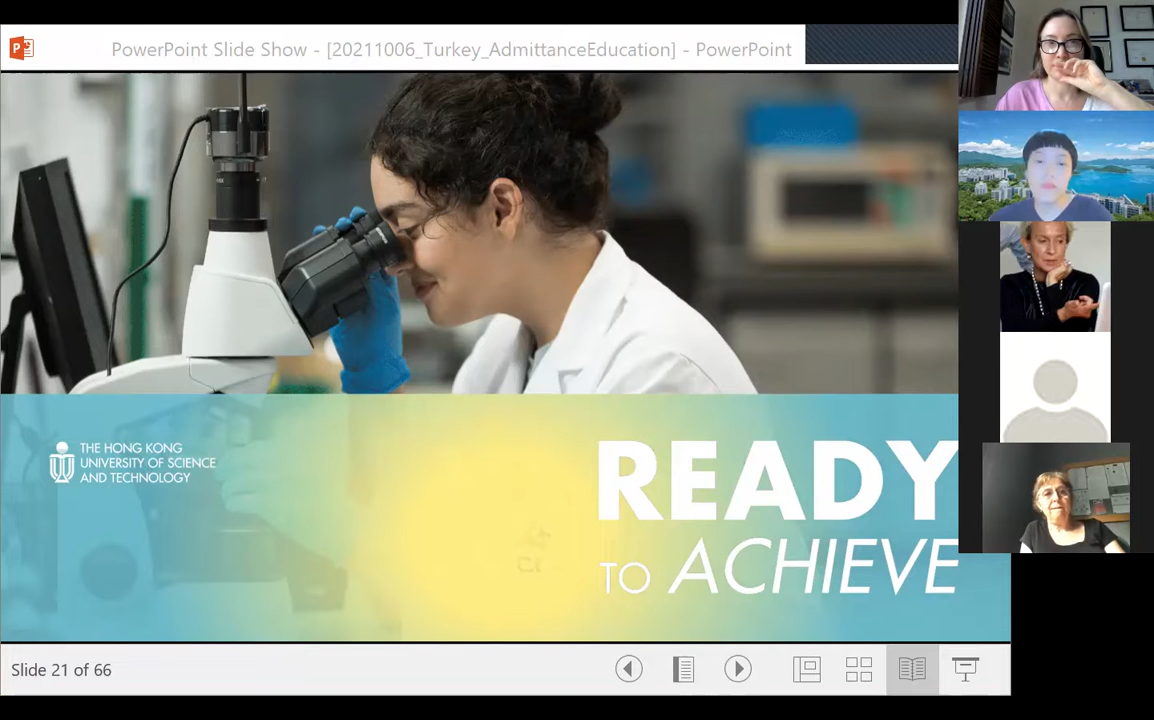 PowerPoint Slide Show - [20211006_Turkey_AdmittanceEducation] - PowerPoint
THE HONG KONG
UNIVERSITY OF SCIENCE
AND TECHNOLOGY
READY
TO ACHIEVE
Slide 21 of 66